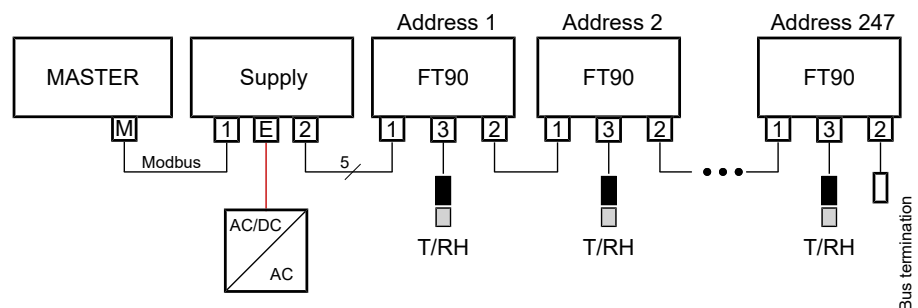 Address 1
Address 2
Address 247
MASTER
Supply
FT90
FT90
FT90
M
1
E
2
1
3
2
1
3
2
1
3
2
Modbus
5
AC/DC
AC
T/RH
T/RH
T/RH
Bus termination